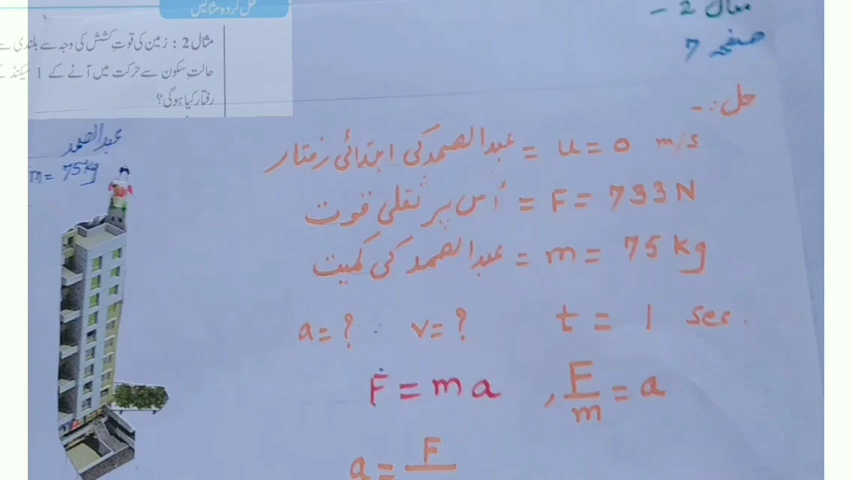 حل کردہ مثالیں
مثال 2 : زمین کی قوتِ کشش کی وجہ سے بلندی سے
حالتِ سکون سے حرکت میں آنے کے 1 سیکنڈ
رفتار کیا ہوگی؟
مثال 2 -
صفحہ 7
حل :-
عبدالصمد
m = 75kg
عبدالصمد کی ابتدائی رفتار = u = 0 m/s
اُس پر ثقلی قوت = F = 733 N
عبدالصمد کی کمیت = m = 75 kg
a = ? v = ? t = 1 sec.
F = ma , F/m = a
a = F